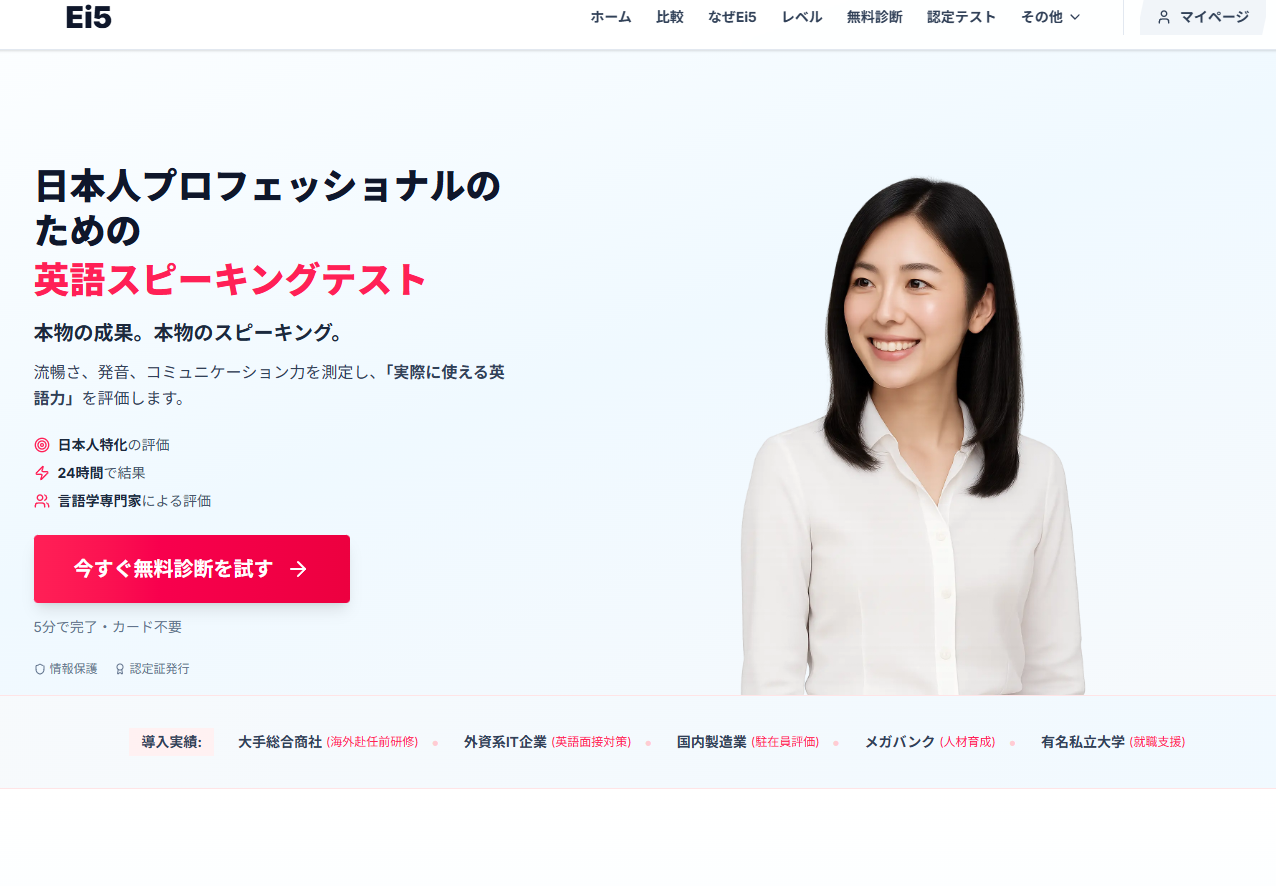 Ei5
ホーム 比較 なぜEi5 レベル 無料診断 認定テスト その他 マイページ
日本人プロフェッショナルの
ための
英語スピーキングテスト
本物の成果。本物のスピーキング。
流暢さ、発音、コミュニケーション力を測定し、「実際に使える英
語力」を評価します。
日本人特化の評価
24時間で結果
言語学専門家による評価
今すぐ無料診断を試す →
5分で完了・カード不要
情報保護 認定証発行
導入実績: 大手総合商社 (海外赴任前研修) • 外資系IT企業 (英語面接対策) • 国内製造業 (駐在員評価) • メガバンク (人材育成) • 有名私立大学 (就職支援)